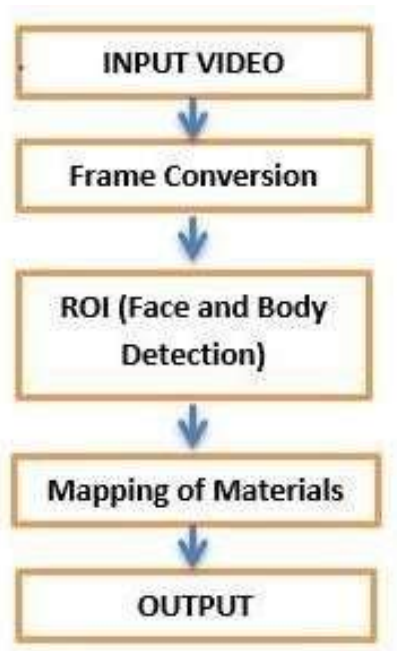 INPUT VIDEO
Frame Conversion
ROI (Face and Body
Detection)
Mapping of Materials
OUTPUT